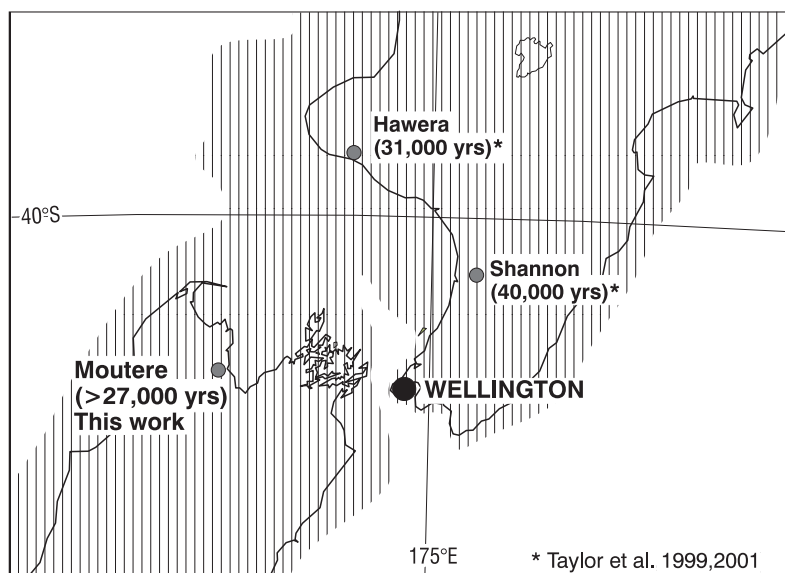 Hawera
(31,000 yrs)*
40°S
Shannon
(40,000 yrs)*
Moutere
(>27,000 yrs)
This work
WELLINGTON
175°E
* Taylor et al. 1999,2001